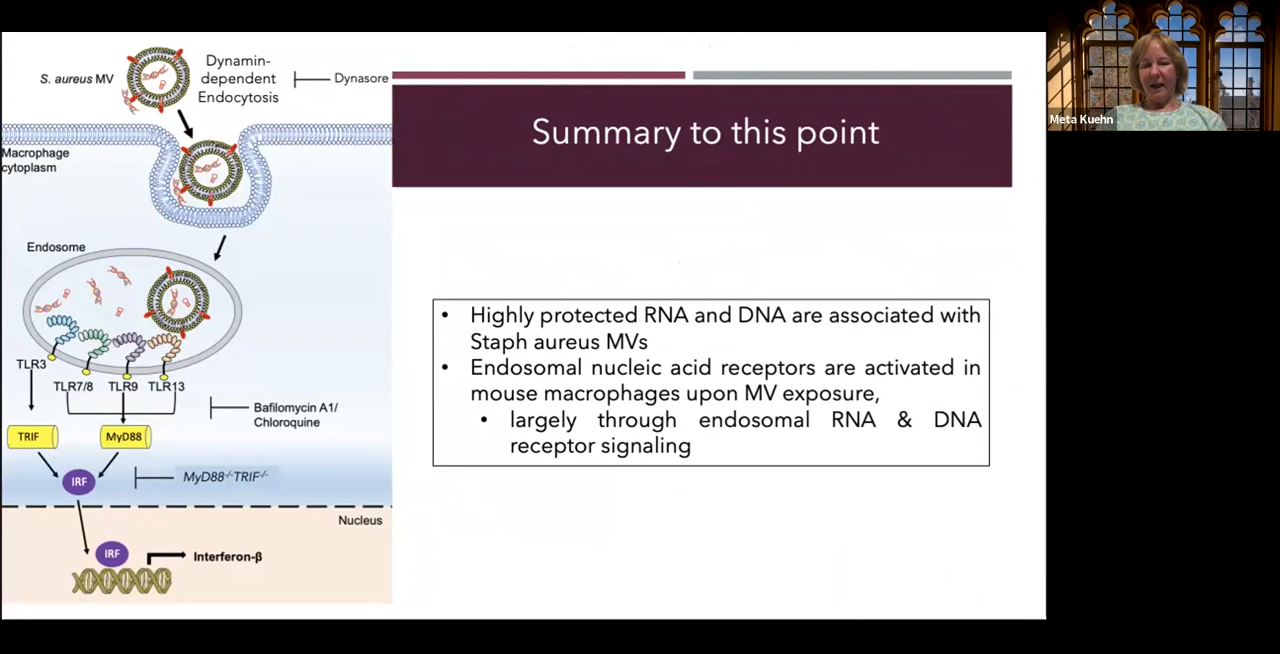 S. aureus MV
Dynamin-
dependent
Endocytosis
Dynasore
Macrophage
cytoplasm
Endosome
TLR3
TLR7/8
TLR9
TLR13
Bafilomycin A1/
Chloroquine
TRIF
MyD88
IRF
MyD88-/-TRIF-/-
Nucleus
IRF
Interferon-β
Summary to this point
• Highly protected RNA and DNA are associated with
Staph aureus MVs
• Endosomal nucleic acid receptors are activated in
mouse macrophages upon MV exposure,
• largely through endosomal RNA & DNA
receptor signaling
Meta Kuehn